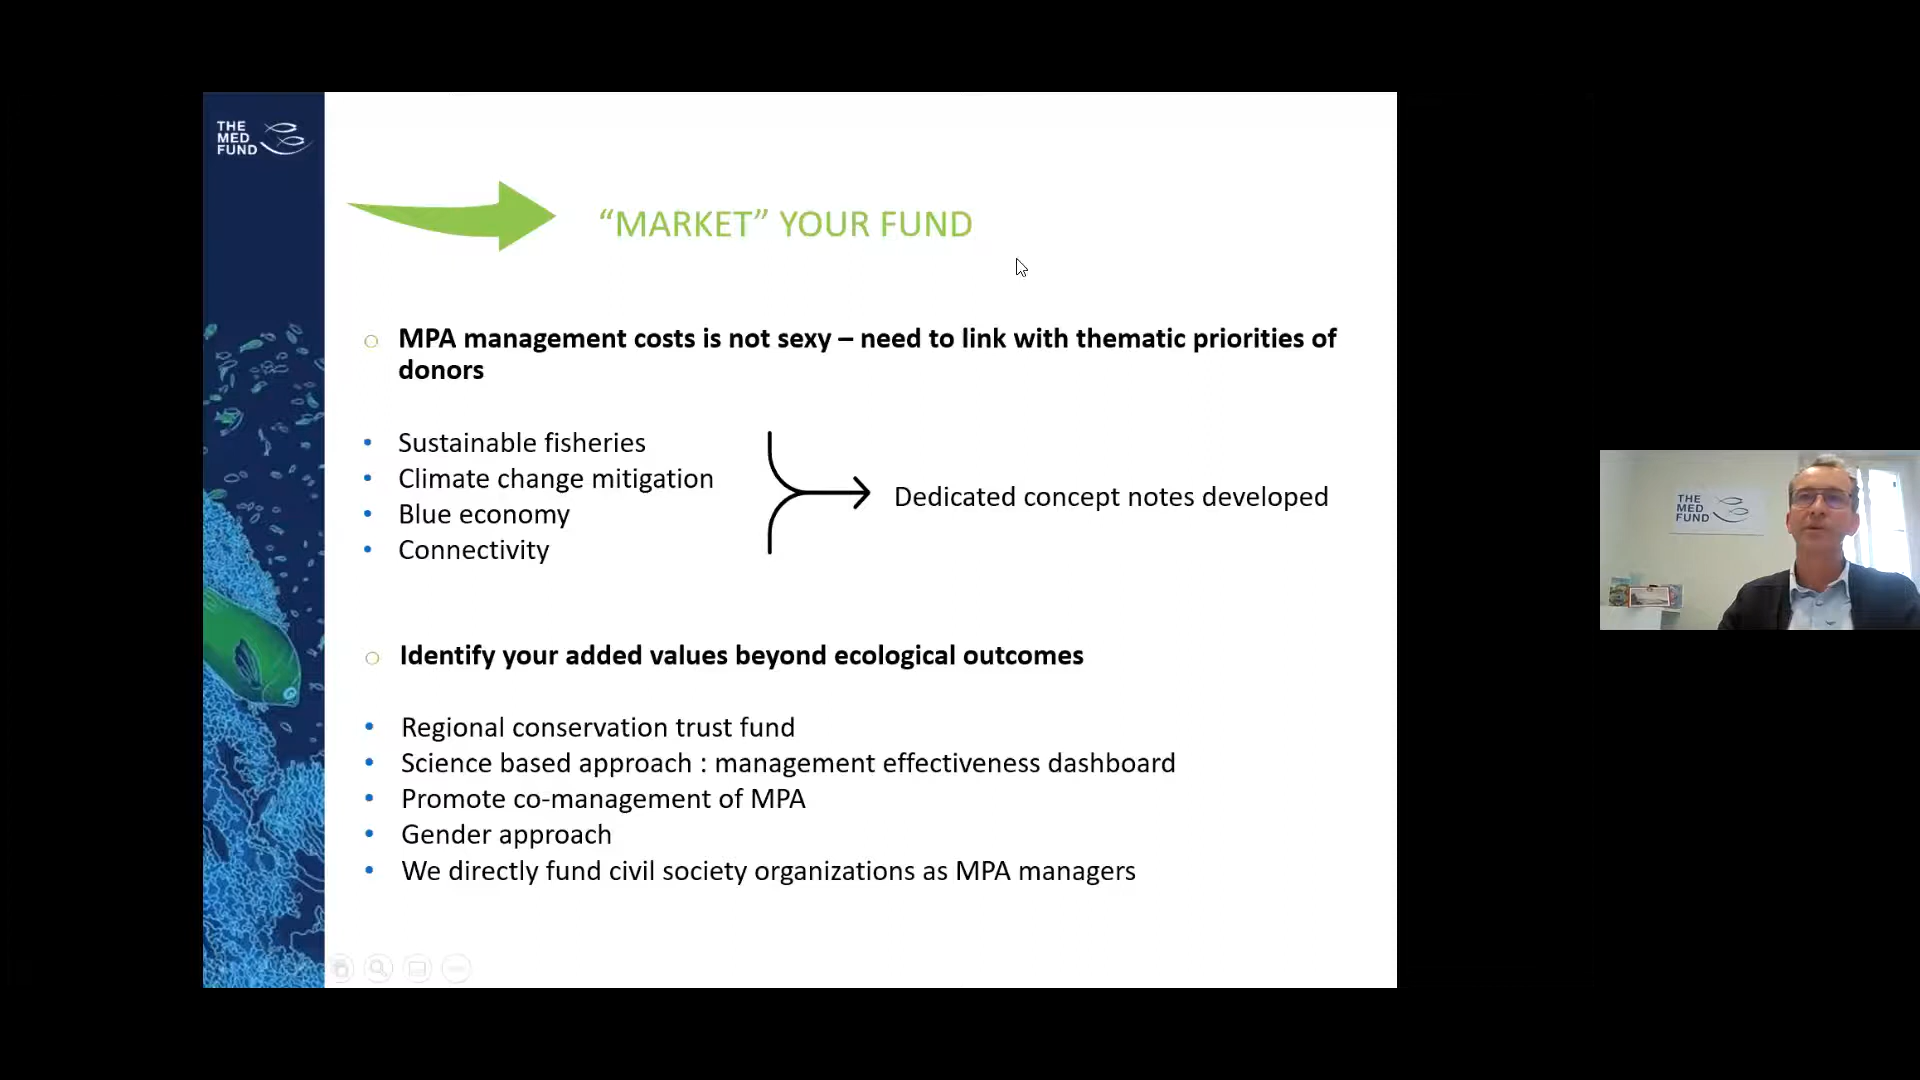 THE
MED
FUND
“MARKET” YOUR FUND
MPA management costs is not sexy – need to link with thematic priorities of
donors
• Sustainable fisheries
• Climate change mitigation
• Blue economy
• Connectivity
Dedicated concept notes developed
Identify your added values beyond ecological outcomes
• Regional conservation trust fund
• Science based approach : management effectiveness dashboard
• Promote co-management of MPA
• Gender approach
• We directly fund civil society organizations as MPA managers
THE
MED
FUND